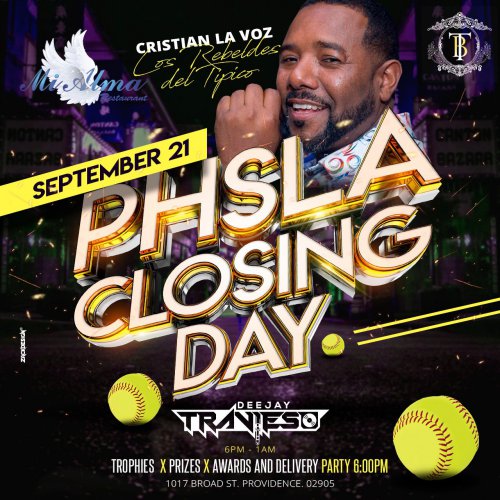 Mi Alma
Restaurant
CRISTIAN LA VOZ
Los Rebeldes
del Tipico
TB
SEPTEMBER 21
PHSLA
CLOSING
DAY
DEEJAY
TRAVIESO
6PM - 1AM
TROPHIES X PRIZES X AWARDS AND DELIVERY PARTY 6:00PM
1017 BROAD ST. PROVIDENCE. 02905